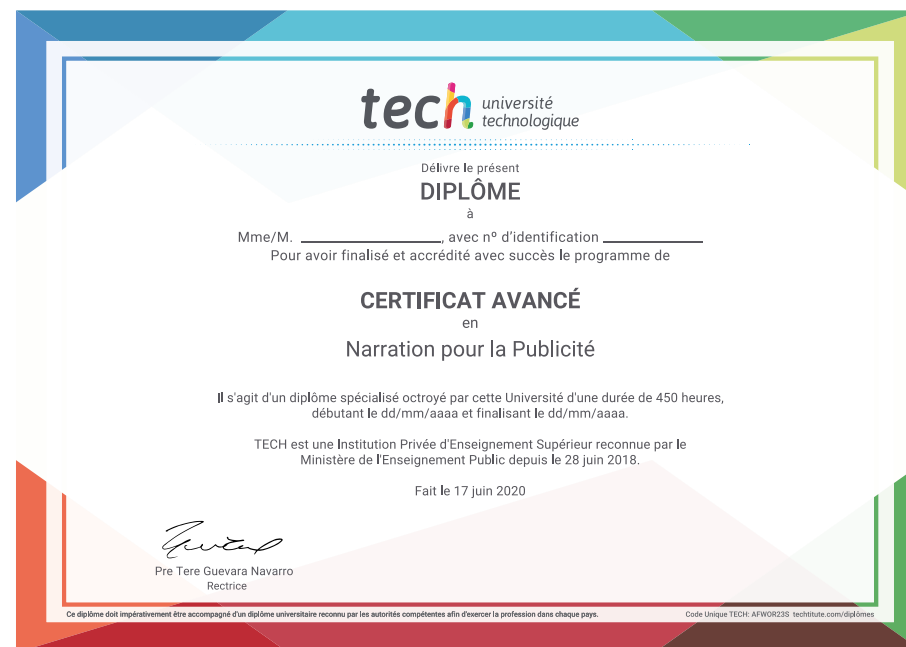 tech université
technologique
Délivre le présent
DIPLÔME
à
Mme/M. ____________________, avec nº d'identification ______________
Pour avoir finalisé et accrédité avec succès le programme de
CERTIFICAT AVANCÉ
en
Narration pour la Publicité
Il s'agit d'un diplôme spécialisé octroyé par cette Université d'une durée de 450 heures,
débutant le dd/mm/aaaa et finalisant le dd/mm/aaaa.
TECH est une Institution Privée d'Enseignement Supérieur reconnue par le
Ministère de l'Enseignement Public depuis le 28 juin 2018.
Fait le 17 juin 2020
Pre Tere Guevara Navarro
Rectrice
Ce diplôme doit impérativement être accompagné d'un diplôme universitaire reconnu par les autorités compétentes afin d'exercer la profession dans chaque pays.
Code Unique TECH: AFWOR23S techtitute.com/diplômes